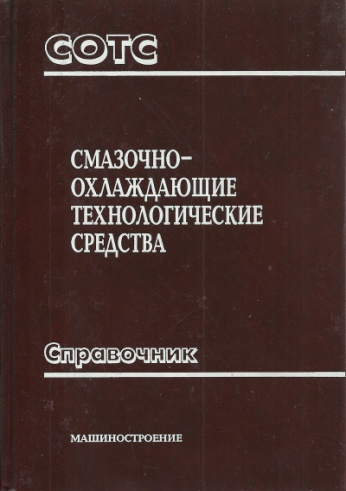 СОТС
СМАЗОЧНО-
ОХЛАЖДАЮЩИЕ
ТЕХНОЛОГИЧЕСКИЕ
СРЕДСТВА
Справочник
МАШИНОСТРОЕНИЕ